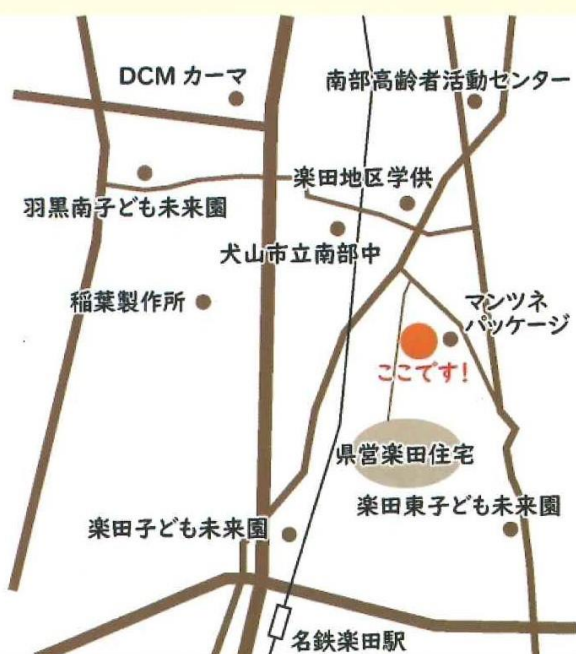 DCM カーマ
南部高齢者活動センター
楽田地区学供
羽黒南子ども未来園
犬山市立南部中
稲葉製作所
マンツネ
パッケージ
ここです!
県営楽田住宅
楽田東子ども未来園
楽田子ども未来園
名鉄楽田駅